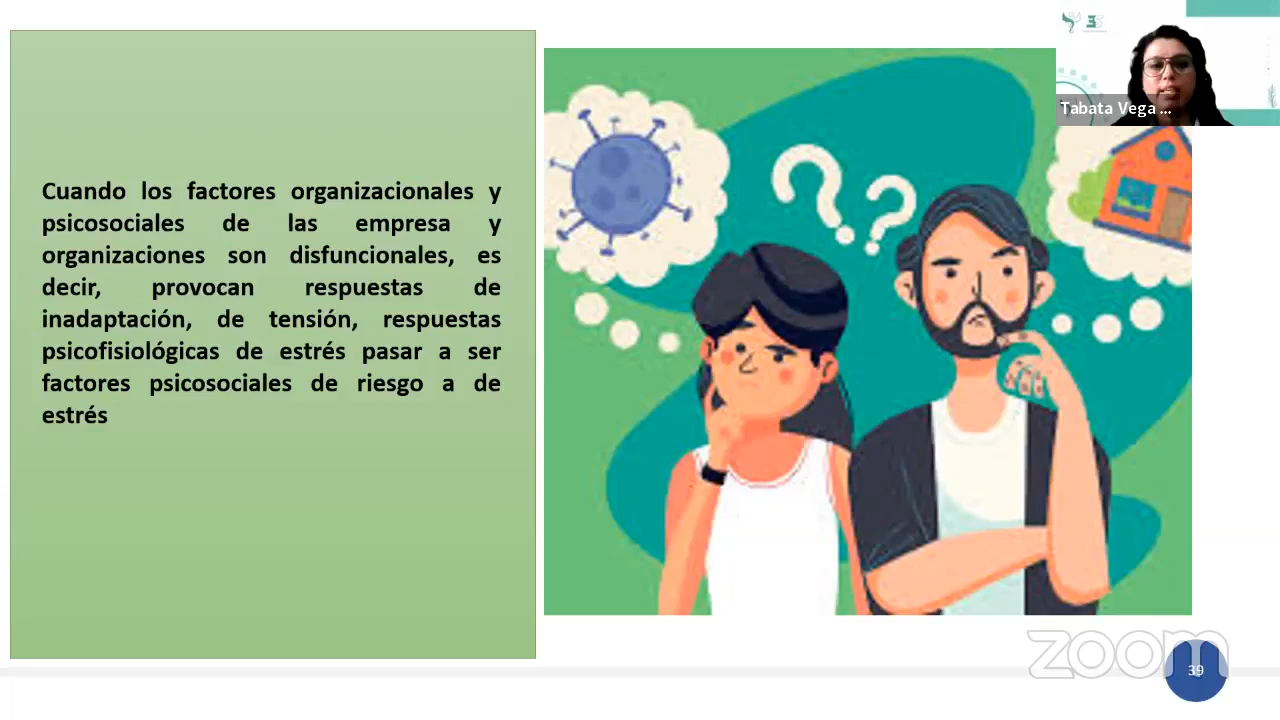 Cuando los factores organizacionales y
psicosociales de las empresa y
organizaciones son disfuncionales, es
decir, provocan respuestas de
inadaptación, de tensión, respuestas
psicofisiológicas de estrés pasar a ser
factores psicosociales de riesgo a de
estrés
??
Tabata Vega ...
zoom
39